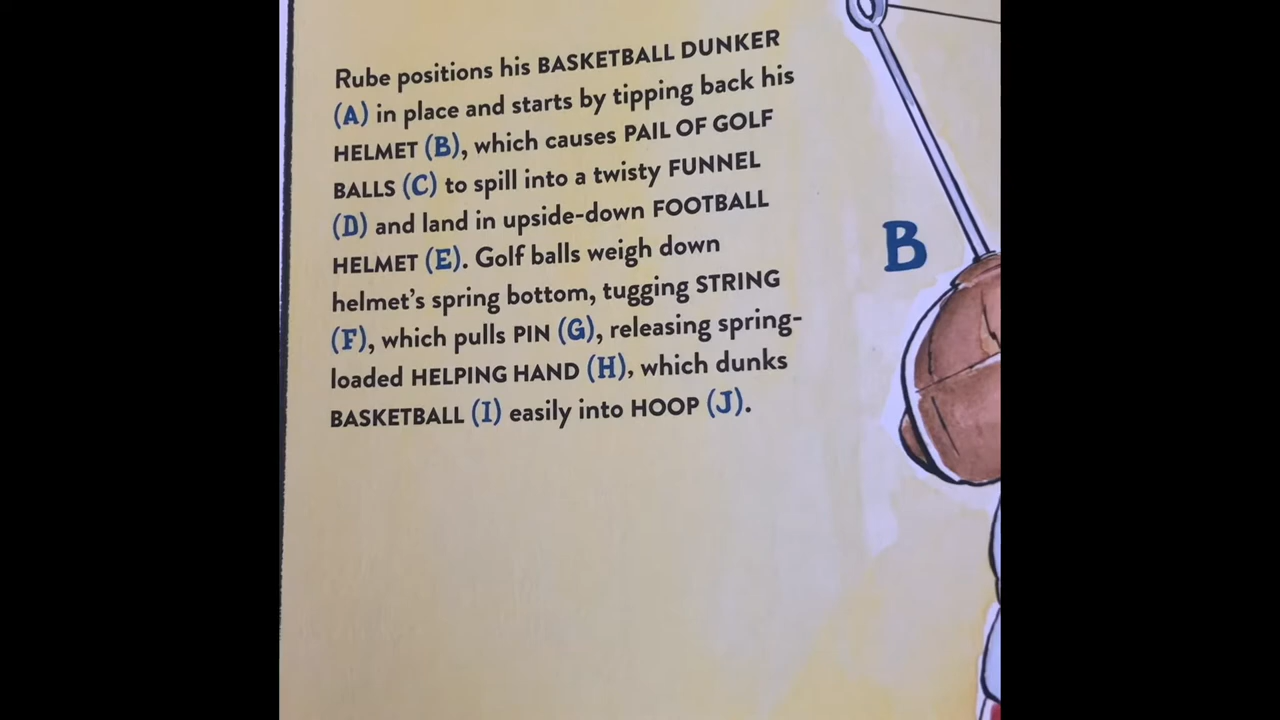 Rube positions his BASKETBALL DUNKER
(A) in place and starts by tipping back his
HELMET (B), which causes PAIL OF GOLF
BALLS (C) to spill into a twisty FUNNEL
(D) and land in upside-down FOOTBALL
HELMET (E). Golf balls weigh down
helmet's spring bottom, tugging STRING
(F), which pulls PIN (G), releasing spring-
loaded HELPING HAND (H), which dunks
BASKETBALL (I) easily into HOOP (J).
B